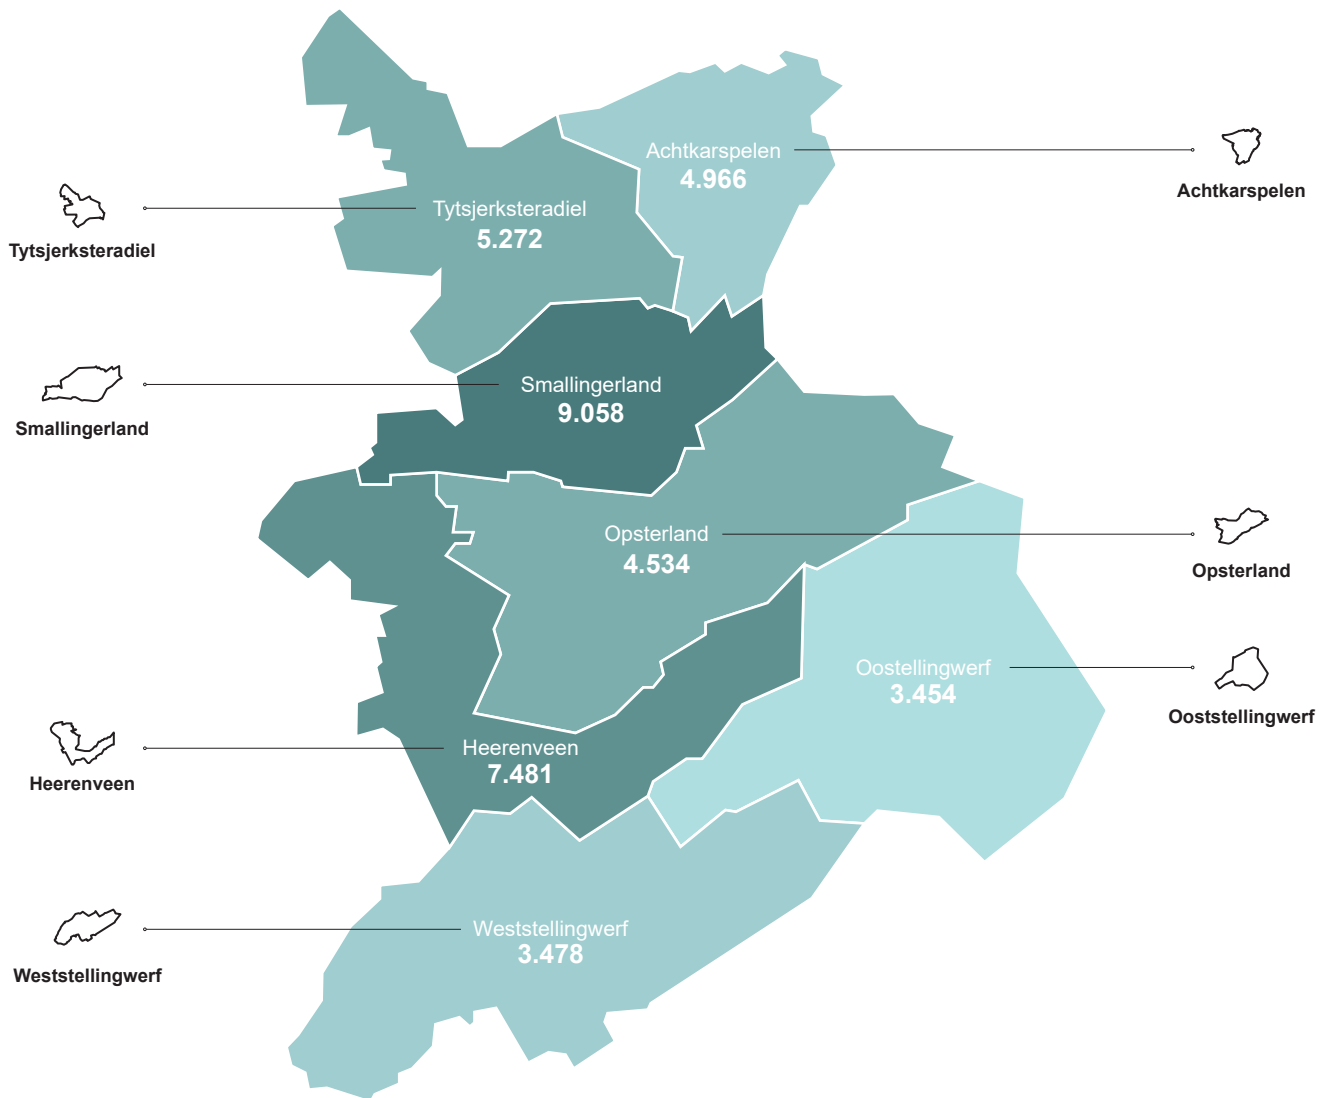 Achtkarspelen
4.966
Achtkarspelen
Tytsjerksteradiel
5.272
Tytsjerksteradiel
Smallingerland
9.058
Smallingerland
Opsterland
4.534
Opsterland
Oostellingwerf
3.454
Ooststellingwerf
Heerenveen
7.481
Heerenveen
Weststellingwerf
3.478
Weststellingwerf